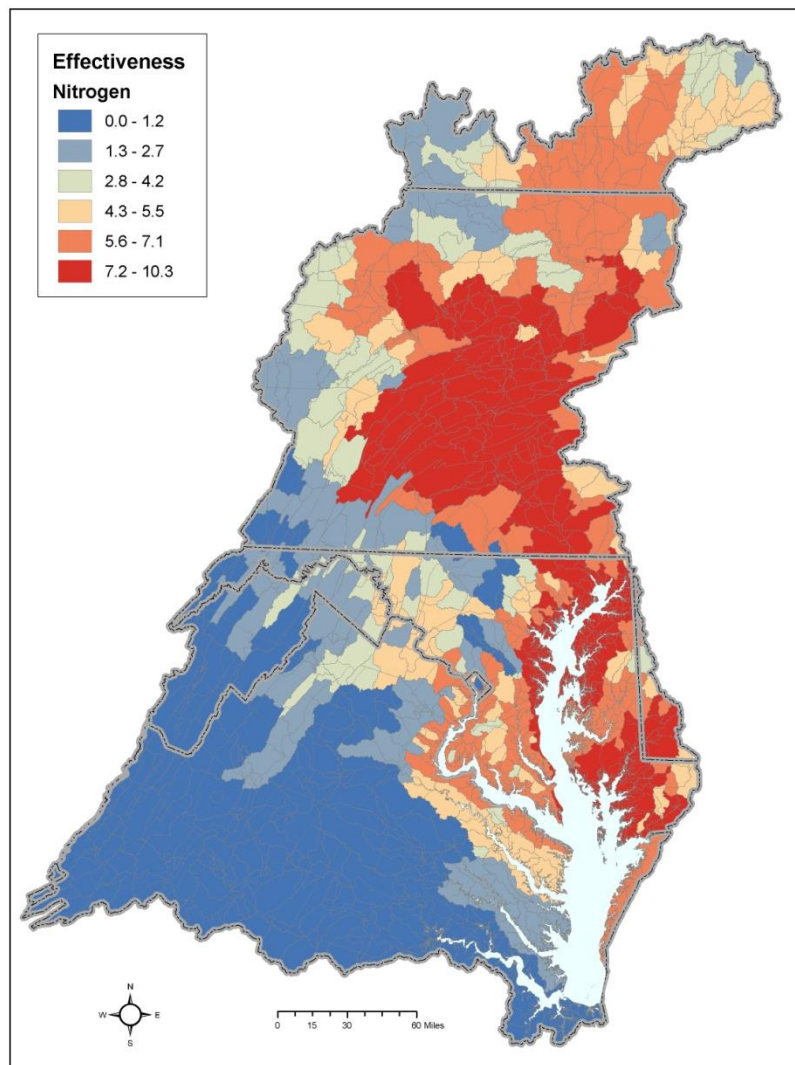 Effectiveness
Nitrogen
0.0 - 1.2
1.3 - 2.7
2.8 - 4.2
4.3 - 5.5
5.6 - 7.1
7.2 - 10.3
N
W E
S
0 15 30 60 Miles